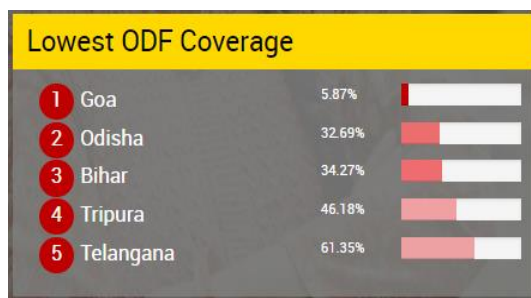 Lowest ODF Coverage
1 Goa 5.87%
2 Odisha 32.69%
3 Bihar 34.27%
4 Tripura 46.18%
5 Telangana 61.35%